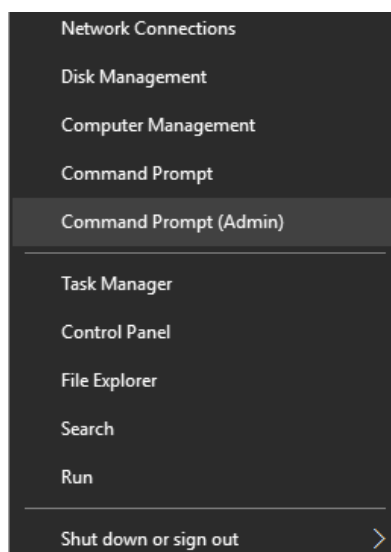 Network Connections
Disk Management
Computer Management
Command Prompt
Command Prompt (Admin)
Task Manager
Control Panel
File Explorer
Search
Run
Shut down or sign out